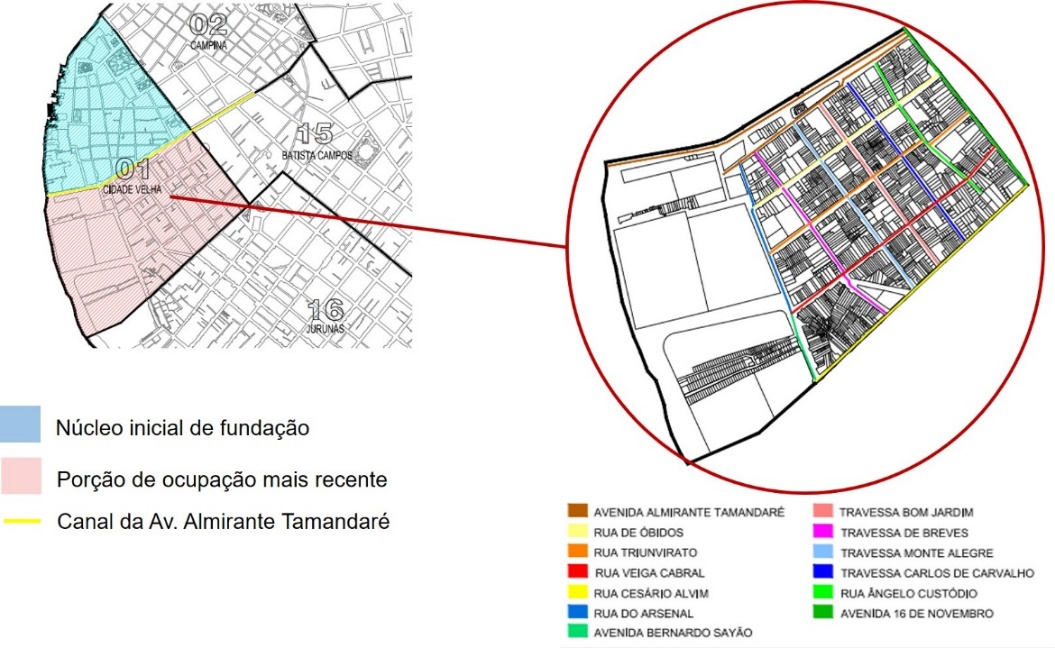 02
CAMPINA
15
BATISTA CAMPOS
01
CIDADE VELHA
16
JURUNAS
Núcleo inicial de fundação
Porção de ocupação mais recente
Canal da Av. Almirante Tamandaré
AVENIDA ALMIRANTE TAMANDARÉ
RUA DE ÓBIDOS
RUA TRIUNVIRATO
RUA VEIGA CABRAL
RUA CESÁRIO ALVIM
RUA DO ARSENAL
AVENIDA BERNARDO SAYÃO
TRAVESSA BOM JARDIM
TRAVESSA DE BREVES
TRAVESSA MONTE ALEGRE
TRAVESSA CARLOS DE CARVALHO
RUA ÂNGELO CUSTÓDIO
AVENIDA 16 DE NOVEMBRO